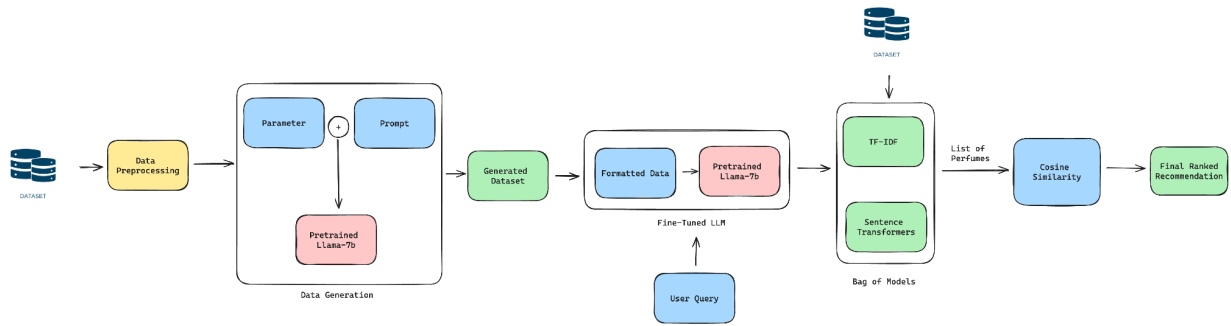 DATASET
Data
Preprocessing
Parameter
+
Prompt
Pretrained
Llama-7b
Data Generation
Generated
Dataset
Formatted Data
Pretrained
Llama-7b
Fine-Tuned LLM
User Query
DATASET
TF-IDF
Sentence
Transformers
Bag of Models
List of
Perfumes
Cosine
Similarity
Final Ranked
Recommendation